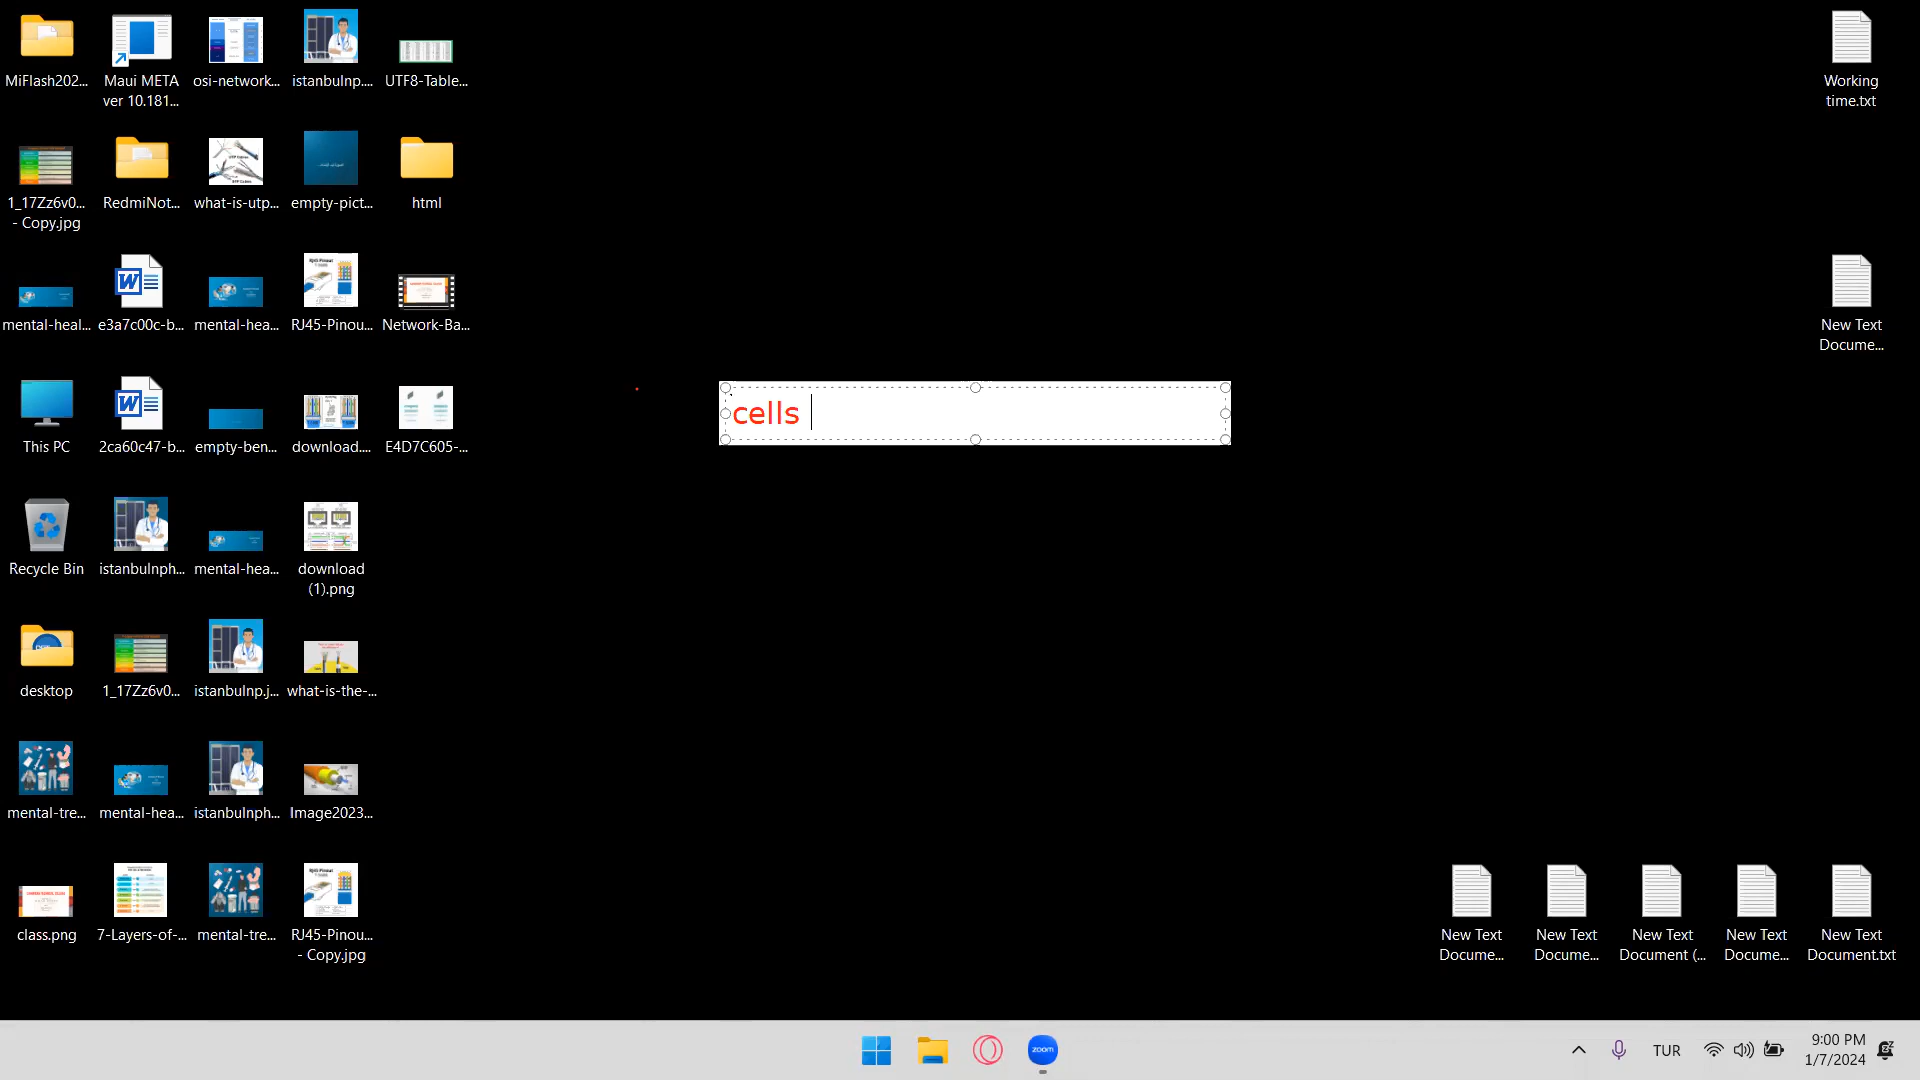 MiFlash202...
Maui META
ver 10.181...
osi-network...
istanbulnp....
UTF8-Table...
Working
time.txt
1_17Zz6v0...
- Copy.jpg
RedmiNot...
what-is-utp...
empty-pict...
html
mental-heal...
e3a7c00c-b...
mental-hea...
RJ45-Pinou...
Network-Ba...
New Text
Docume...
cells
This PC
2ca60c47-b...
empty-ben...
download....
E4D7C605-...
Recycle Bin
istanbulnph...
mental-hea...
download
(1).png
desktop
1_17Zz6v0...
istanbulnp.j...
what-is-the-...
mental-tre...
mental-hea...
istanbulnph...
Image2023...
class.png
7-Layers-of-...
mental-tre...
RJ45-Pinou...
- Copy.jpg
New Text
Docume...
New Text
Docume...
New Text
Document (...
New Text
Docume...
New Text
Document.txt
zoom
TUR
9:00 PM
1/7/2024